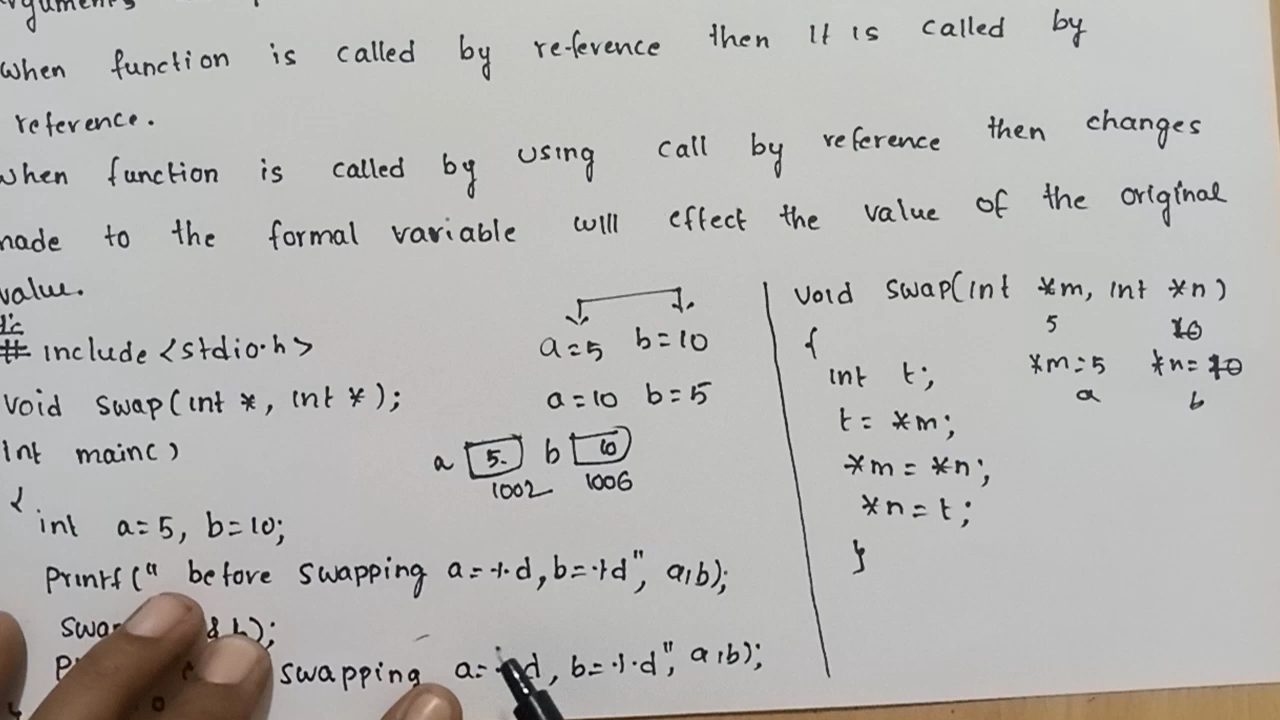 arguments
when function is called by reference then it is called by
reference.
when function is called by using call by reference then changes
made to the formal variable will effect the value of the original
value.
# include <stdio.h>
void swap(int *, int *);
int main()
{
int a=5, b=10;
printf(" before swapping a=%d, b=%d", a,b);
&b);
swapping a=%d, b=%d", a,b);
a=5 b=10
a=10 b=5
a 5. b 10
1002 1006
void swap(int *m, int *n)
{
5 10
int t; *m=5 *n=10
a b
t= *m;
*m = *n;
*n = t;
}